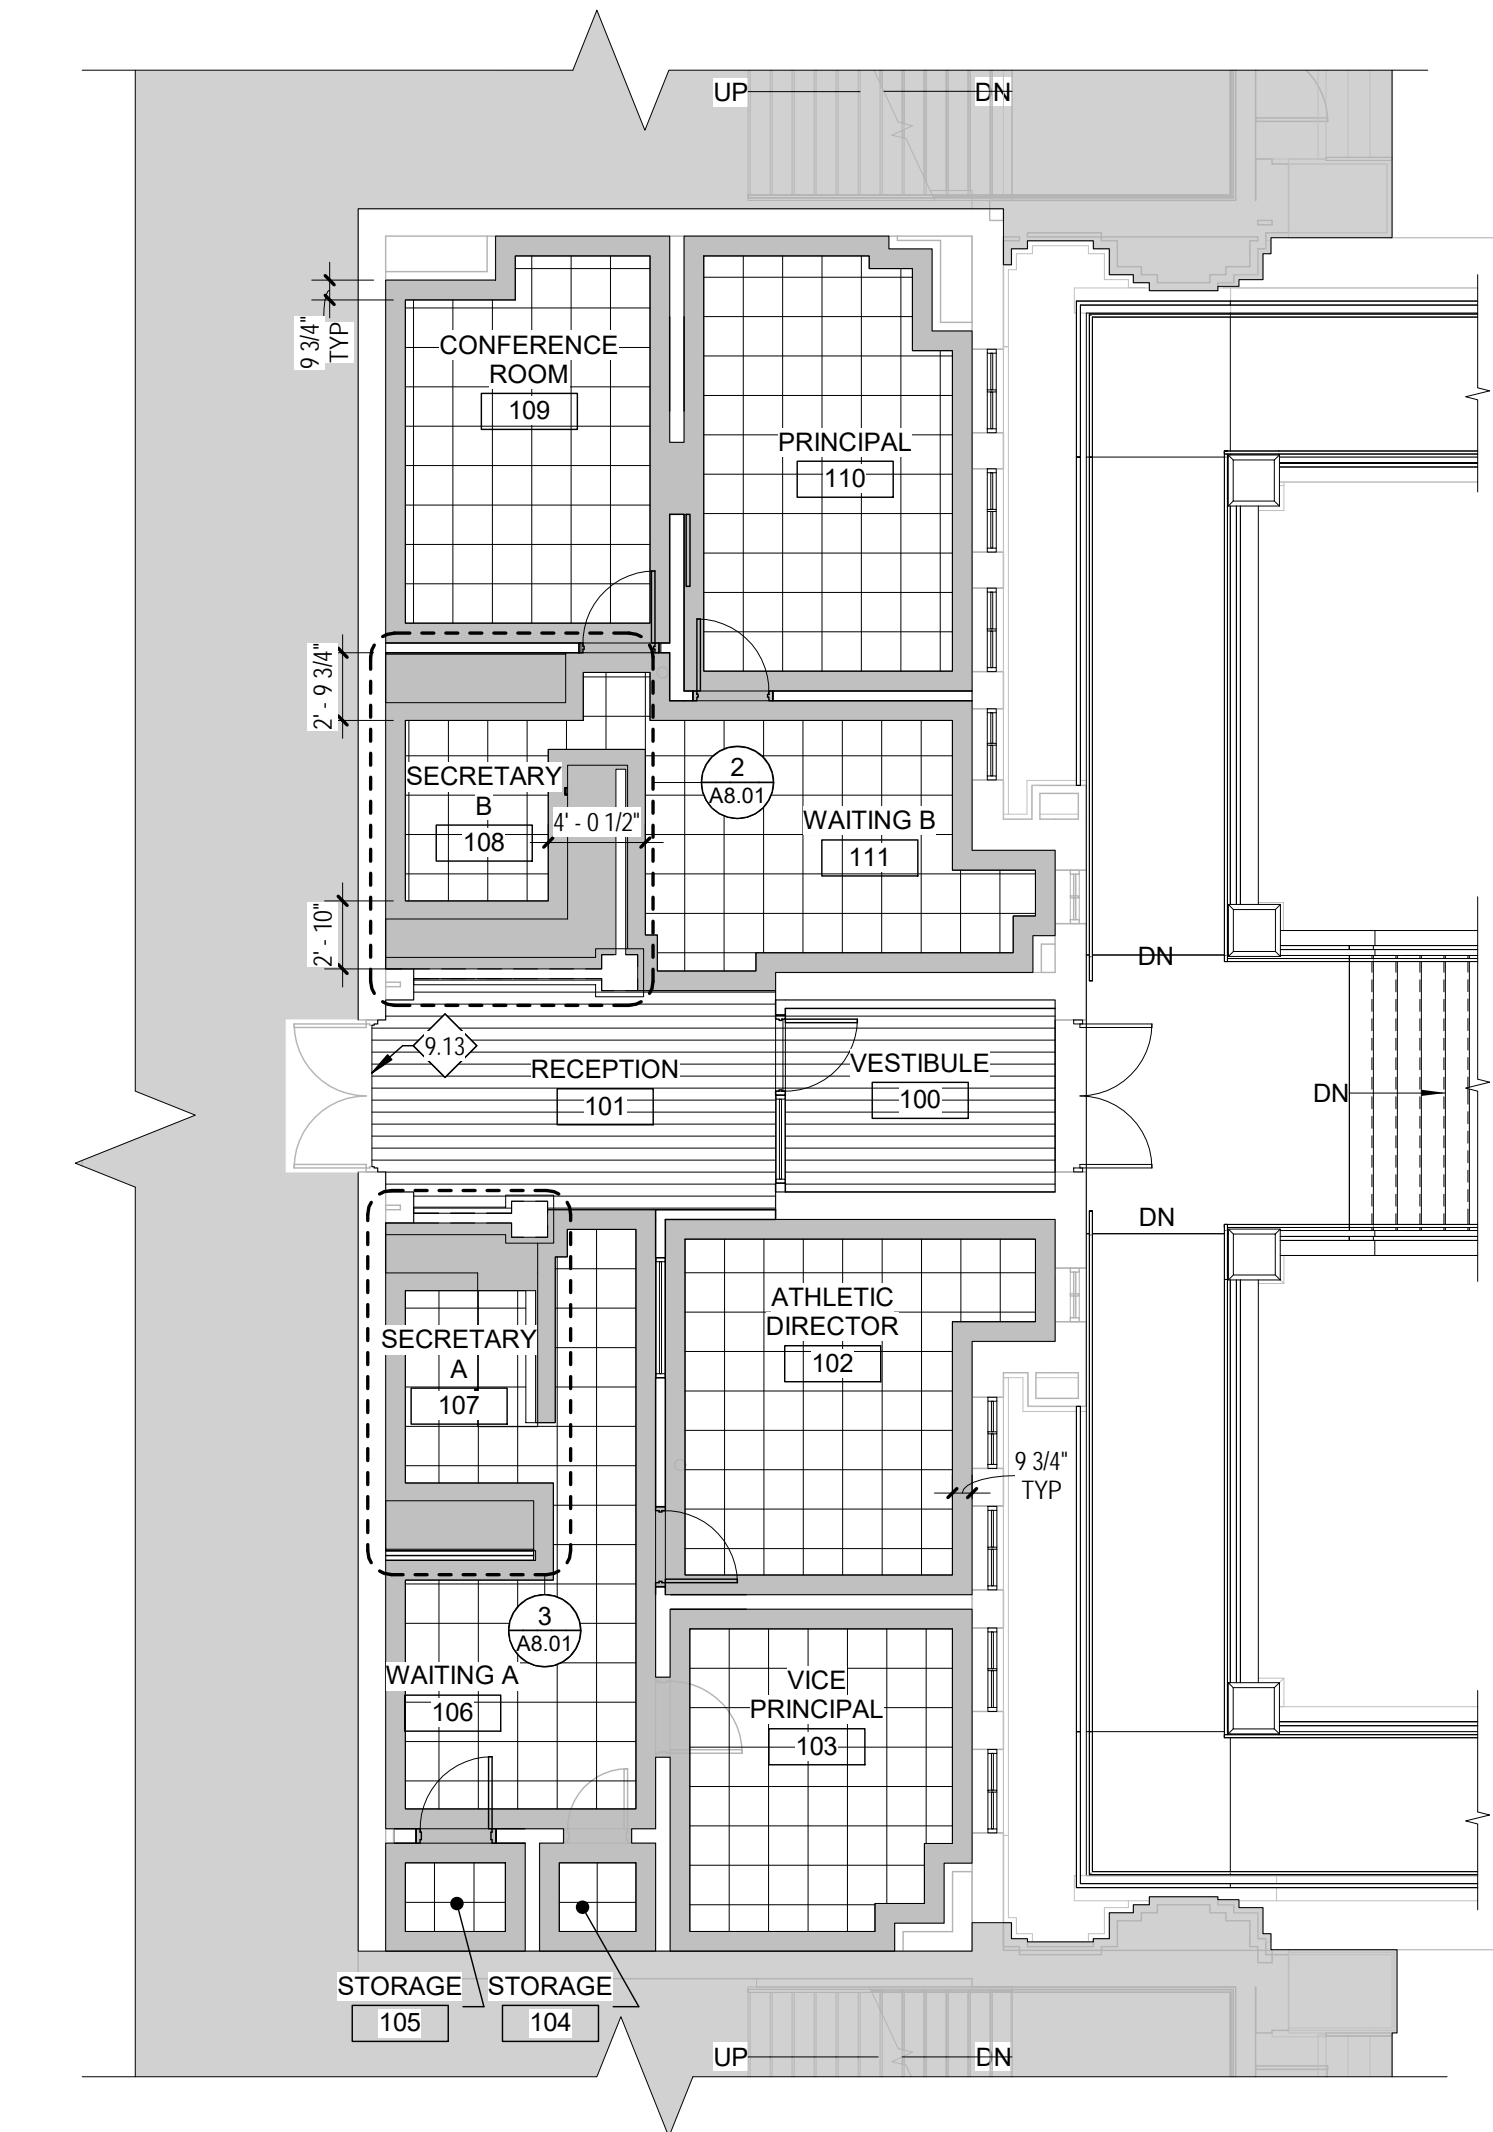 UP
DN
9 3/4"
TYP
CONFERENCE
ROOM
109
PRINCIPAL
110
2' - 9 3/4"
SECRETARY
B
108
4' - 0 1/2"
2
A8.01
WAITING B
111
2' - 10"
DN
9.13
RECEPTION
101
VESTIBULE
100
DN
DN
SECRETARY
A
107
ATHLETIC
DIRECTOR
102
9 3/4"
TYP
3
A8.01
WAITING A
106
VICE
PRINCIPAL
103
STORAGE
105
STORAGE
104
UP
DN